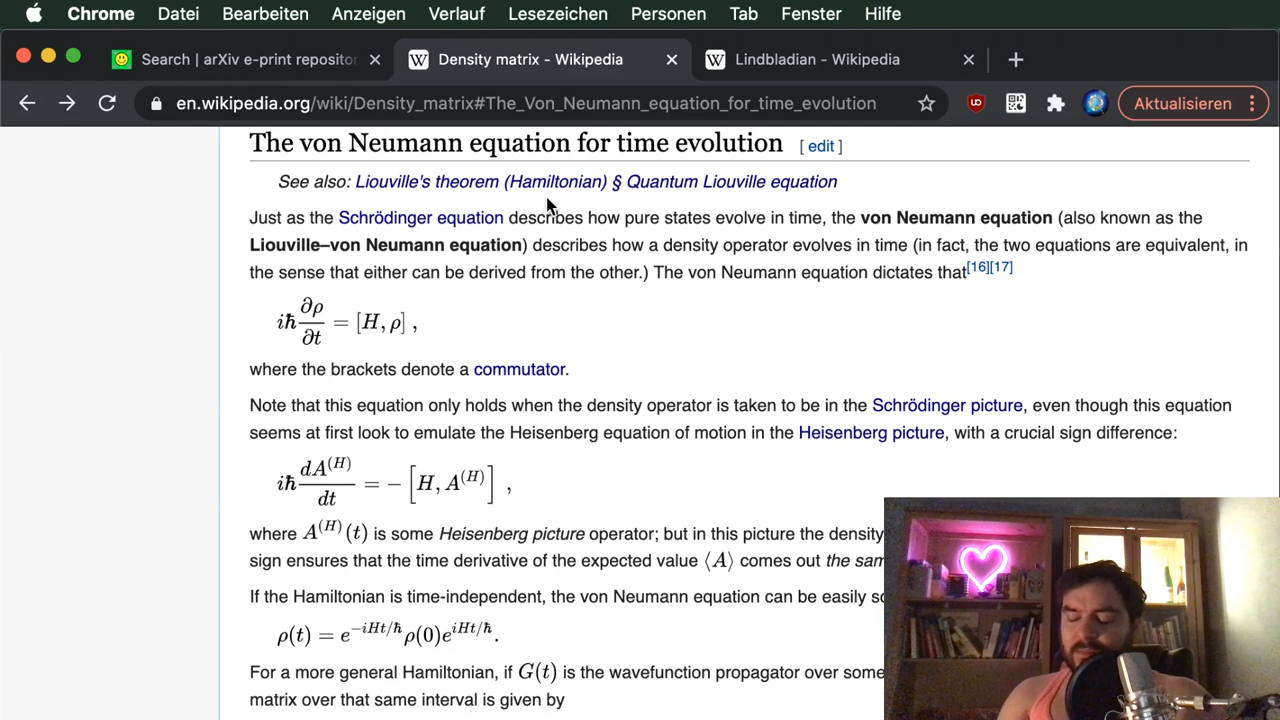 Chrome Datei Bearbeiten Anzeigen Verlauf Lesezeichen Personen Tab Fenster Hilfe
Search | arXiv e-print repositor Density matrix - Wikipedia Lindbladian - Wikipedia
en.wikipedia.org/wiki/Density_matrix#The_Von_Neumann_equation_for_time_evolution Aktualisieren
The von Neumann equation for time evolution [ edit ]
See also: Liouville's theorem (Hamiltonian) § Quantum Liouville equation
Just as the Schrödinger equation describes how pure states evolve in time, the von Neumann equation (also known as the
Liouville–von Neumann equation) describes how a density operator evolves in time (in fact, the two equations are equivalent, in
the sense that either can be derived from the other.) The von Neumann equation dictates that[16][17]
iħ ∂ρ/∂t = [H, ρ] ,
where the brackets denote a commutator.
Note that this equation only holds when the density operator is taken to be in the Schrödinger picture, even though this equation
seems at first look to emulate the Heisenberg equation of motion in the Heisenberg picture, with a crucial sign difference:
iħ dA^(H)/dt = − [H, A^(H)] ,
where A^(H)(t) is some Heisenberg picture operator; but in this picture the density
sign ensures that the time derivative of the expected value ⟨A⟩ comes out the sam
If the Hamiltonian is time-independent, the von Neumann equation can be easily so
ρ(t) = e^−iHt/ħ ρ(0)e^iHt/ħ.
For a more general Hamiltonian, if G(t) is the wavefunction propagator over some
matrix over that same interval is given by